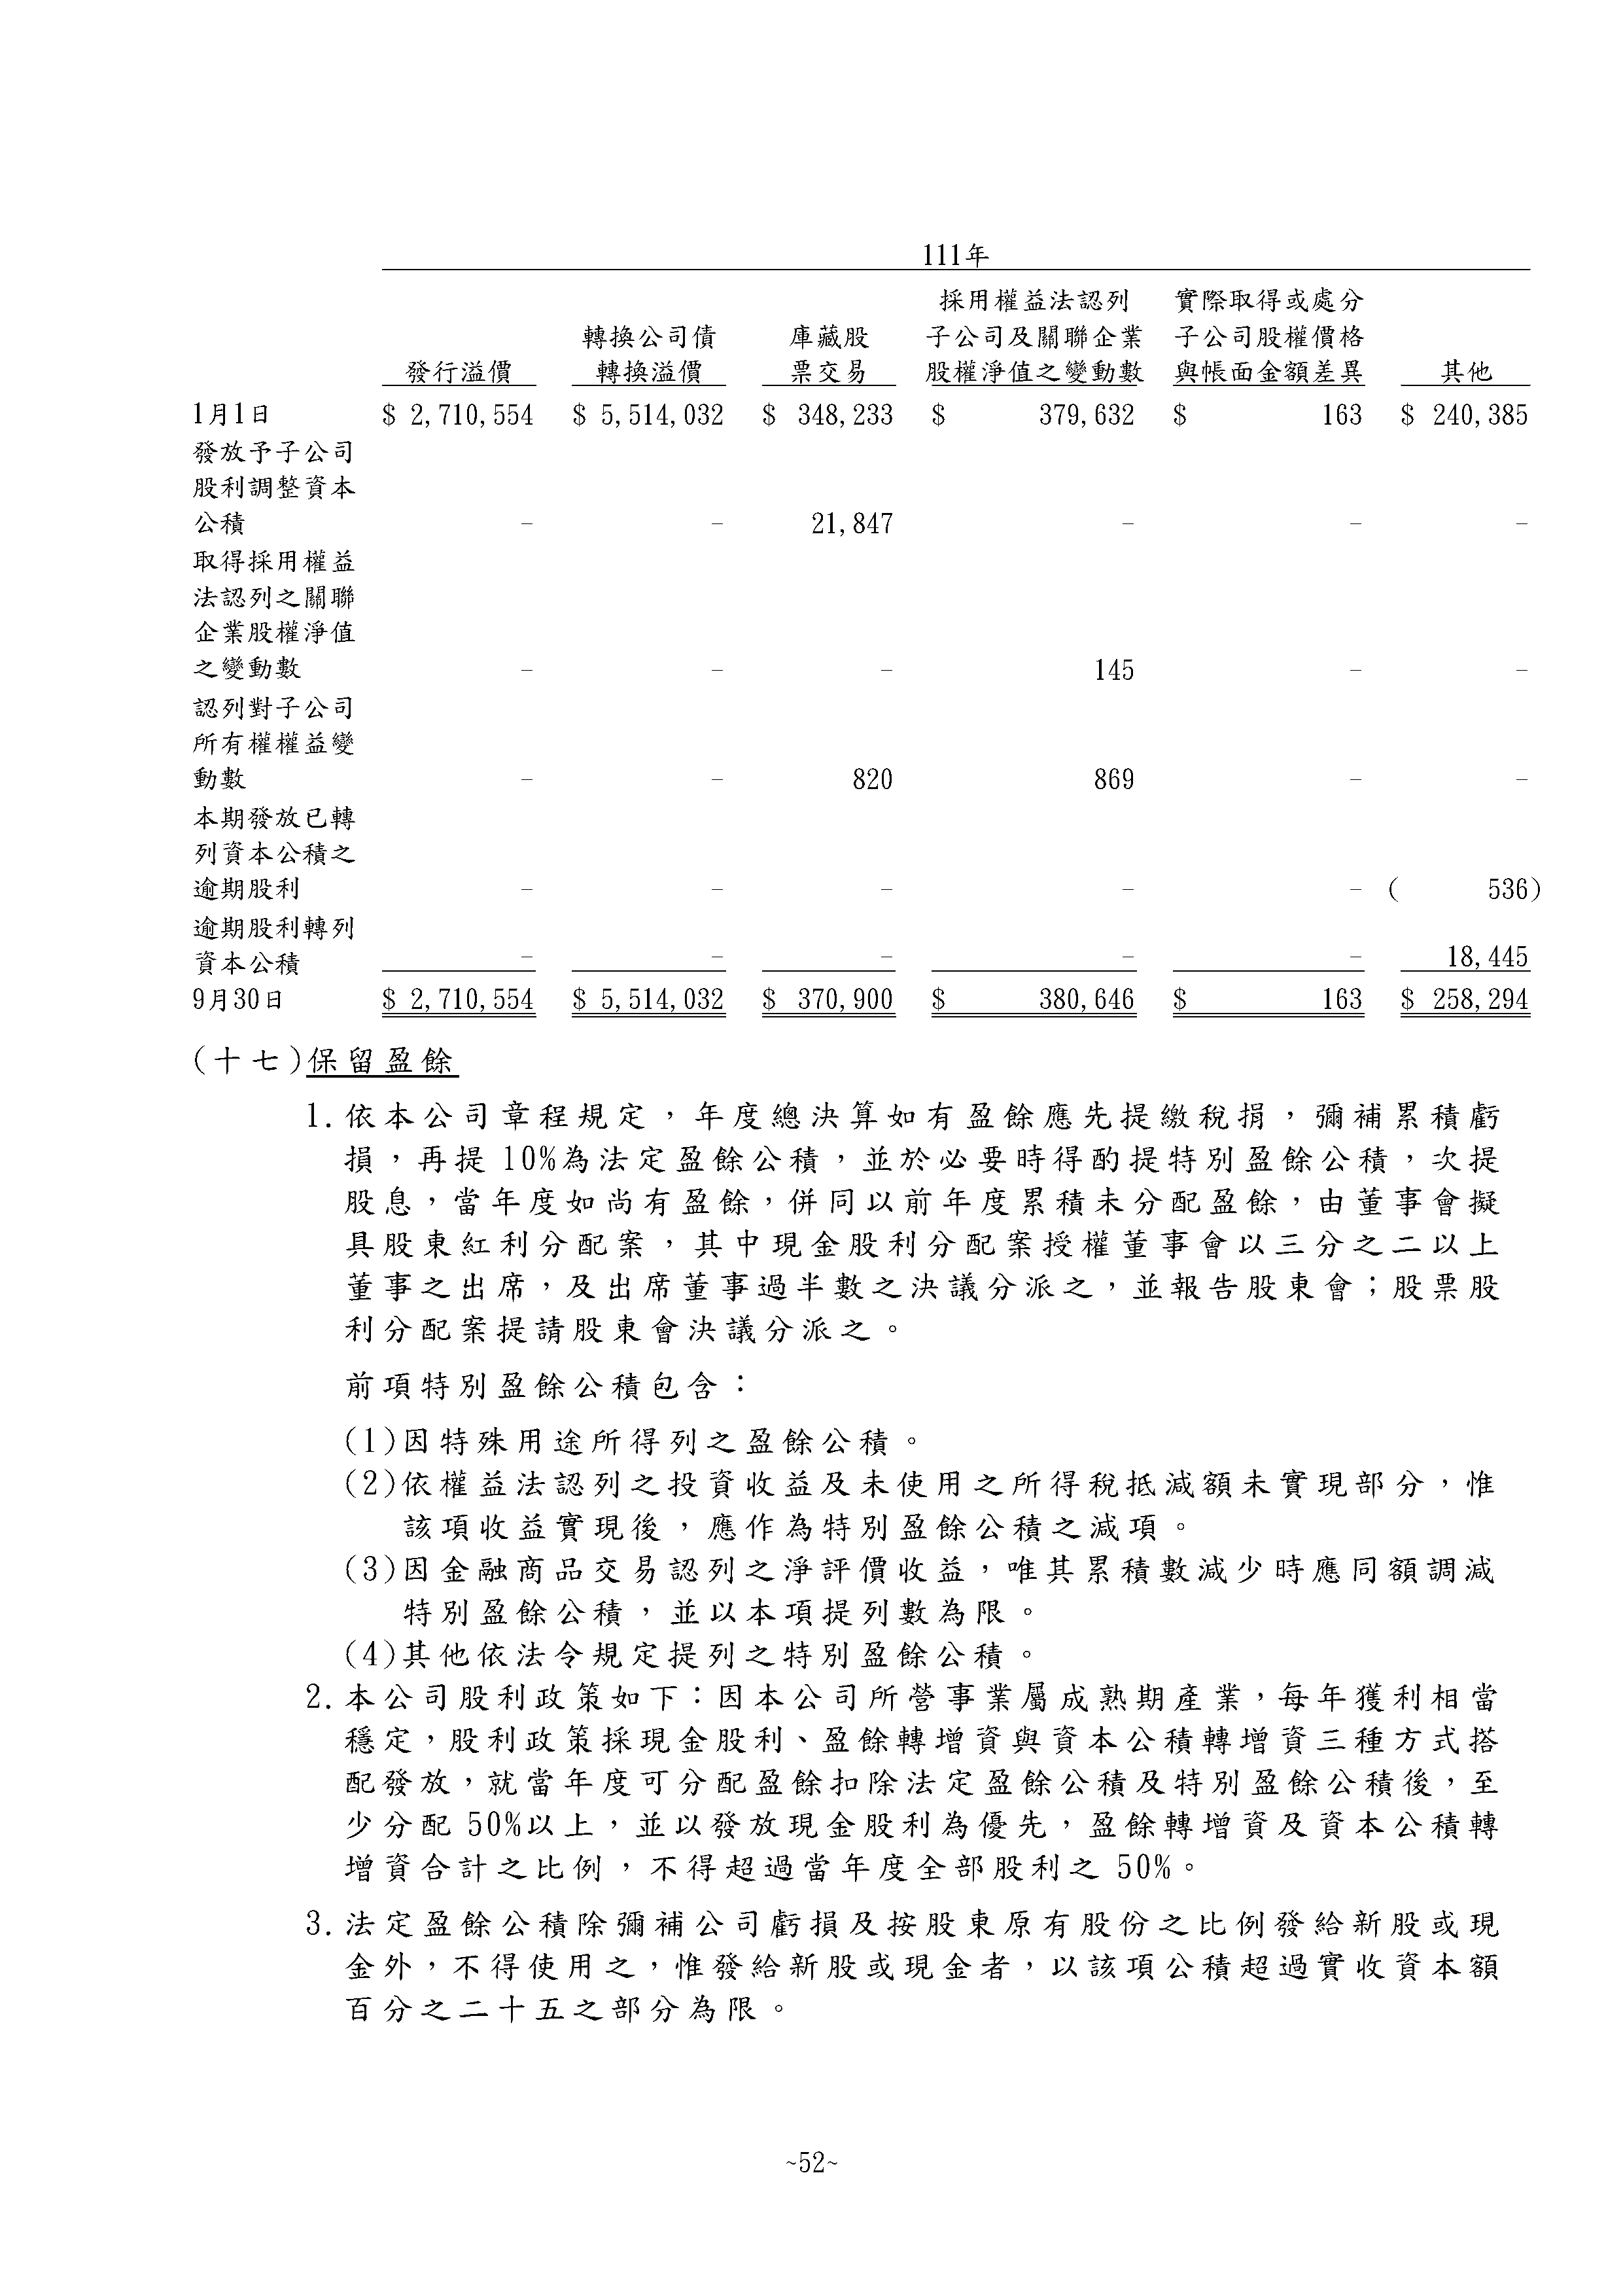 111年
採用權益法認列 實際取得或處分
轉換公司債 庫藏股 子公司及關聯企業 子公司股權價格
發行溢價 轉換溢價 票交易 股權淨值之變動數 與帳面金額差異 其他
1月1日 $ 2,710,554 $ 5,514,032 $ 348,233 $ 379,632 $ 163 $ 240,385
發放予子公司
股利調整資本
公積 - - 21,847 - - -
取得採用權益
法認列之關聯
企業股權淨值
之變動數 - - - 145 - -
認列對子公司
所有權權益變
動數 - - 820 869 - -
本期發放已轉
列資本公積之
逾期股利 - - - - - ( 536)
逾期股利轉列
資本公積 - - - - - 18,445
9月30日 $ 2,710,554 $ 5,514,032 $ 370,900 $ 380,646 $ 163 $ 258,294
(十七)保留盈餘
1.依本公司章程規定，年度總決算如有盈餘應先提繳稅捐，彌補累積虧
損，再提 10%為法定盈餘公積，並於必要時得酌提特別盈餘公積，次提
股息，當年度如尚有盈餘，併同以前年度累積未分配盈餘，由董事會擬
具股東紅利分配案，其中現金股利分配案授權董事會以三分之二以上
董事之出席，及出席董事過半數之決議分派之，並報告股東會；股票股
利分配案提請股東會決議分派之。
前項特別盈餘公積包含：
(1)因特殊用途所得列之盈餘公積。
(2)依權益法認列之投資收益及未使用之所得稅抵減額未實現部分，惟
該項收益實現後，應作為特別盈餘公積之減項。
(3)因金融商品交易認列之淨評價收益，唯其累積數減少時應同額調減
特別盈餘公積，並以本項提列數為限。
(4)其他依法令規定提列之特別盈餘公積。
2.本公司股利政策如下：因本公司所營事業屬成熟期產業，每年獲利相當
穩定，股利政策採現金股利、盈餘轉增資與資本公積轉增資三種方式搭
配發放，就當年度可分配盈餘扣除法定盈餘公積及特別盈餘公積後，至
少分配 50%以上，並以發放現金股利為優先，盈餘轉增資及資本公積轉
增資合計之比例，不得超過當年度全部股利之 50%。
3.法定盈餘公積除彌補公司虧損及按股東原有股份之比例發給新股或現
金外，不得使用之，惟發給新股或現金者，以該項公積超過實收資本額
百分之二十五之部分為限。
~52~